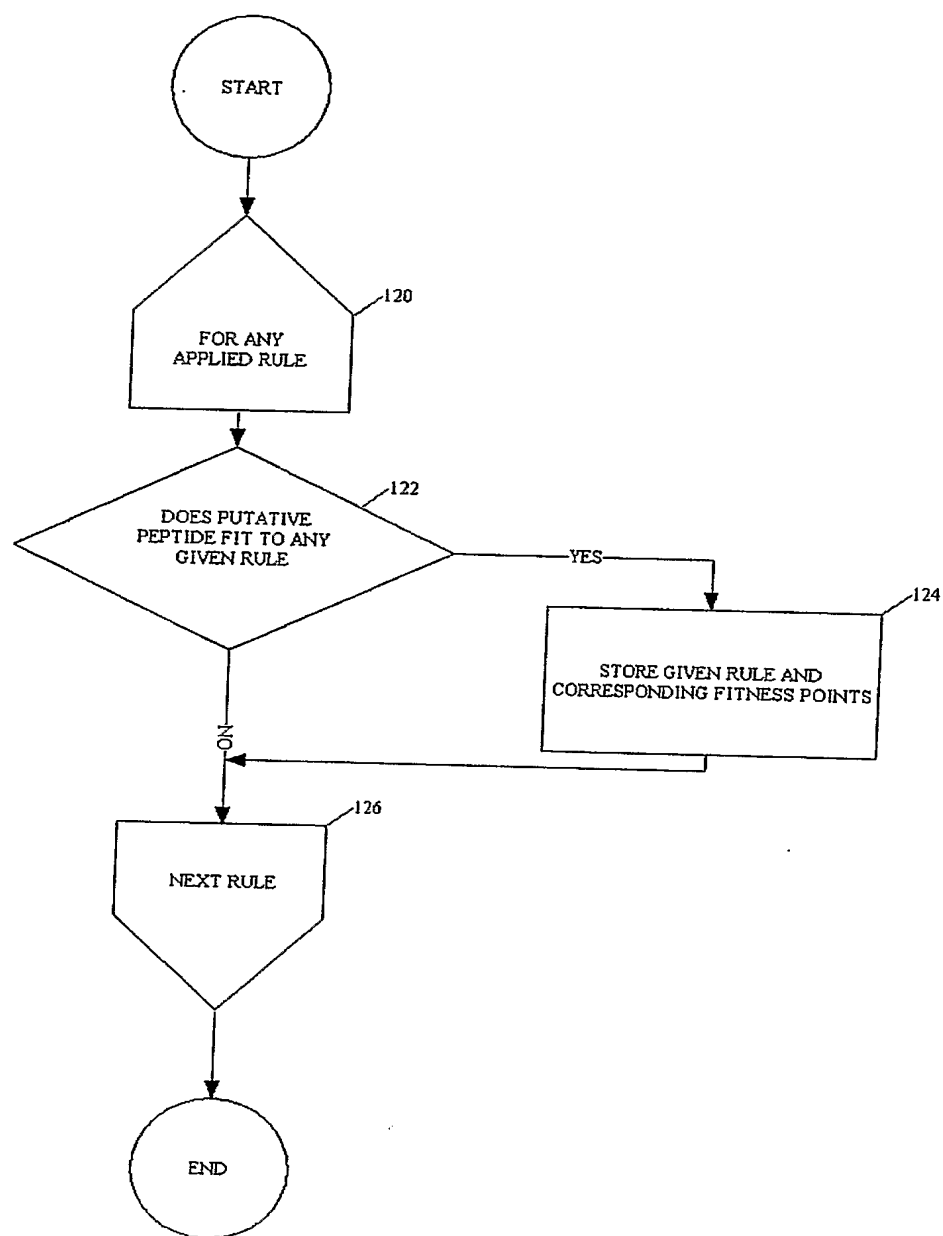 START
120
FOR ANY
APPLIED RULE
122
DOES PUTATIVE
PEPTIDE FIT TO ANY
GIVEN RULE
YES
124
STORE GIVEN RULE AND
CORRESPONDING FITNESS POINTS
NO
126
NEXT RULE
END